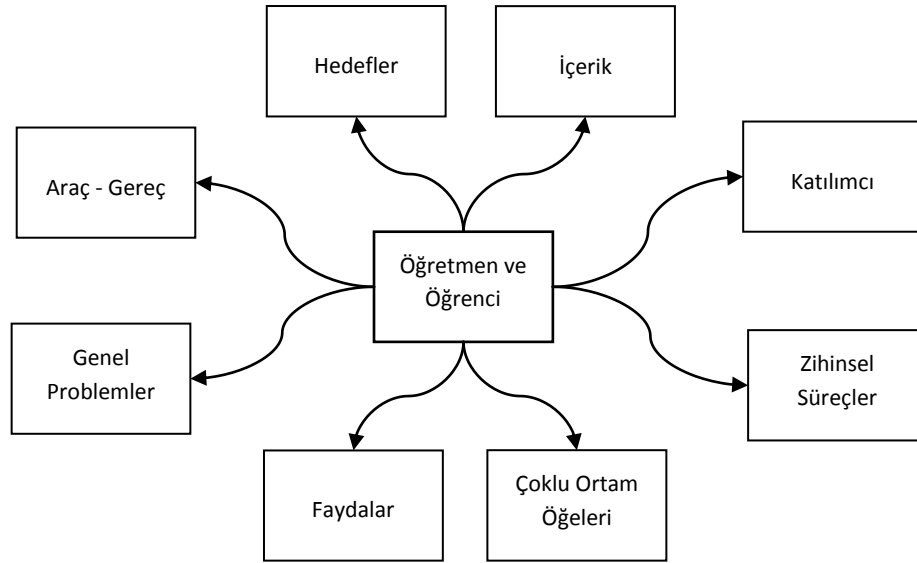 Hedefler
İçerik
Araç - Gereç
Katılımcı
Öğretmen ve
Öğrenci
Genel
Problemler
Zihinsel
Süreçler
Faydalar
Çoklu Ortam
Öğeleri